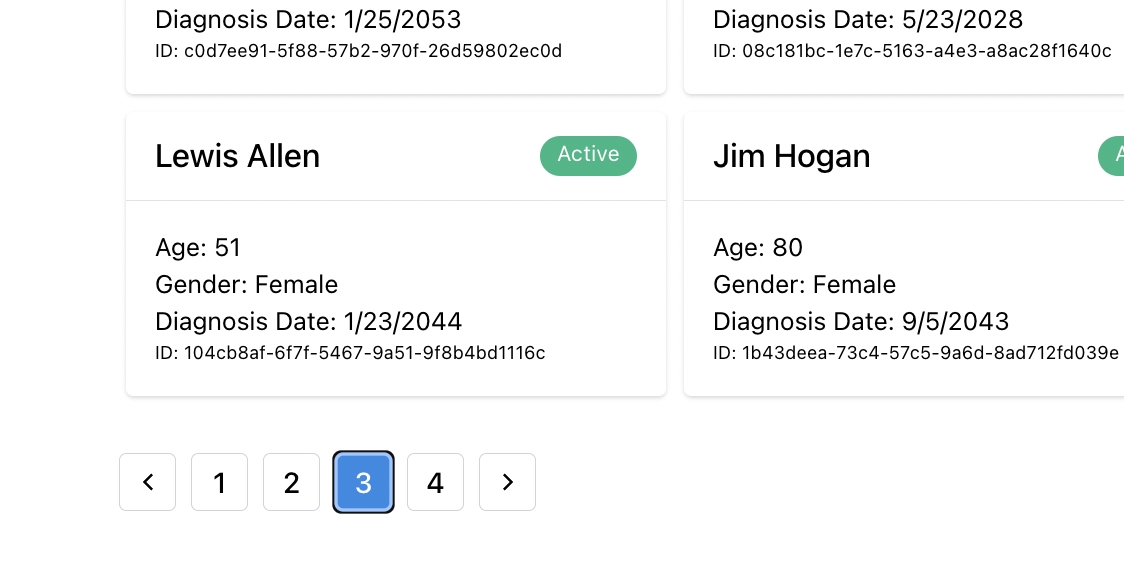 Diagnosis Date: 1/25/2053
ID: c0d7ee91-5f88-57b2-970f-26d59802ec0d
Diagnosis Date: 5/23/2028
ID: 08c181bc-1e7c-5163-a4e3-a8ac28f1640c
Lewis Allen
Active
Age: 51
Gender: Female
Diagnosis Date: 1/23/2044
ID: 104cb8af-6f7f-5467-9a51-9f8b4bd1116c
Jim Hogan
Age: 80
Gender: Female
Diagnosis Date: 9/5/2043
ID: 1b43deea-73c4-57c5-9a6d-8ad712fd039e
< 1 2 3 4 >